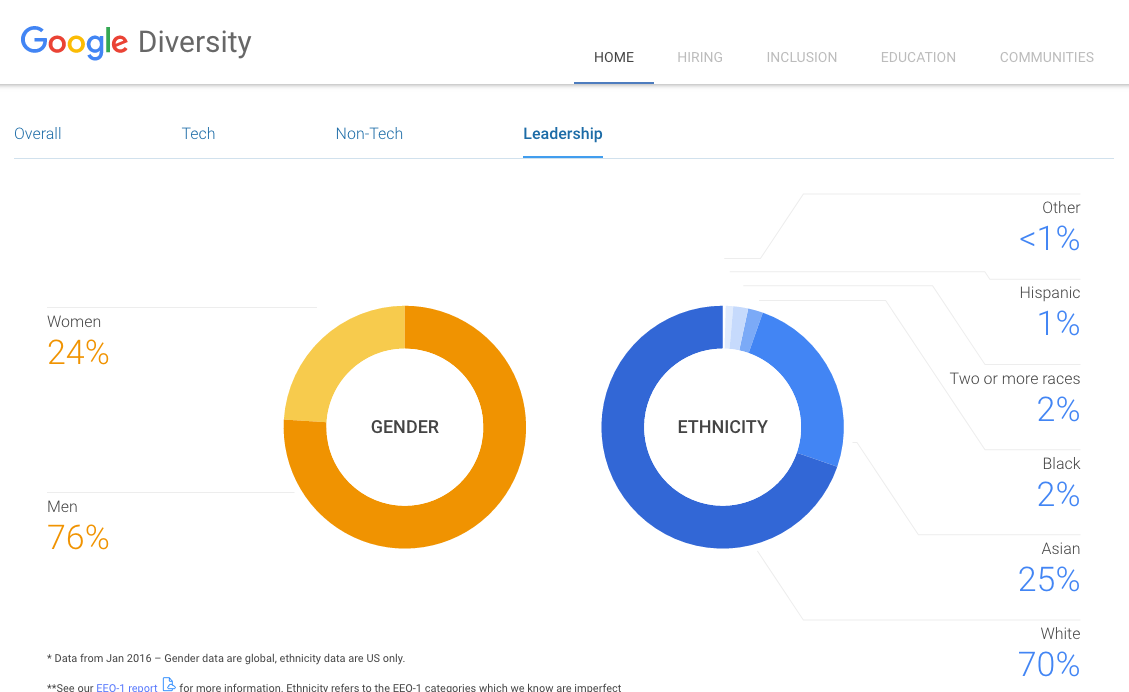 Google Diversity
HOME HIRING INCLUSION EDUCATION COMMUNITIES
Overall Tech Non-Tech Leadership
Women
24%
Men
76%
GENDER
ETHNICITY
Other
<1%
Hispanic
1%
Two or more races
2%
Black
2%
Asian
25%
White
70%
* Data from Jan 2016 – Gender data are global, ethnicity data are US only.
**See our EEO-1 report for more information. Ethnicity refers to the EEO-1 categories which we know are imperfect